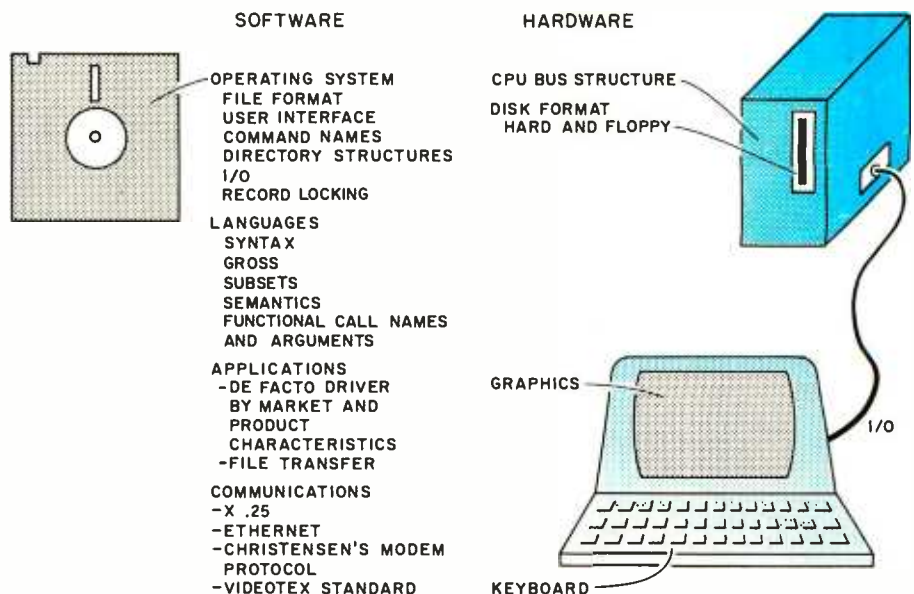 SOFTWARE
OPERATING SYSTEM
FILE FORMAT
USER INTERFACE
COMMAND NAMES
DIRECTORY STRUCTURES
I/O
RECORD LOCKING
LANGUAGES
SYNTAX
GROSS
SUBSETS
SEMANTICS
FUNCTIONAL CALL NAMES
AND ARGUMENTS
APPLICATIONS
-DE FACTO DRIVER
BY MARKET AND
PRODUCT
CHARACTERISTICS
-FILE TRANSFER
COMMUNICATIONS
-X .25
-ETHERNET
-CHRISTENSEN'S MODEM
PROTOCOL
-VIDEOTEX STANDARD
HARDWARE
CPU BUS STRUCTURE
DISK FORMAT
HARD AND FLOPPY
GRAPHICS
I/O
KEYBOARD